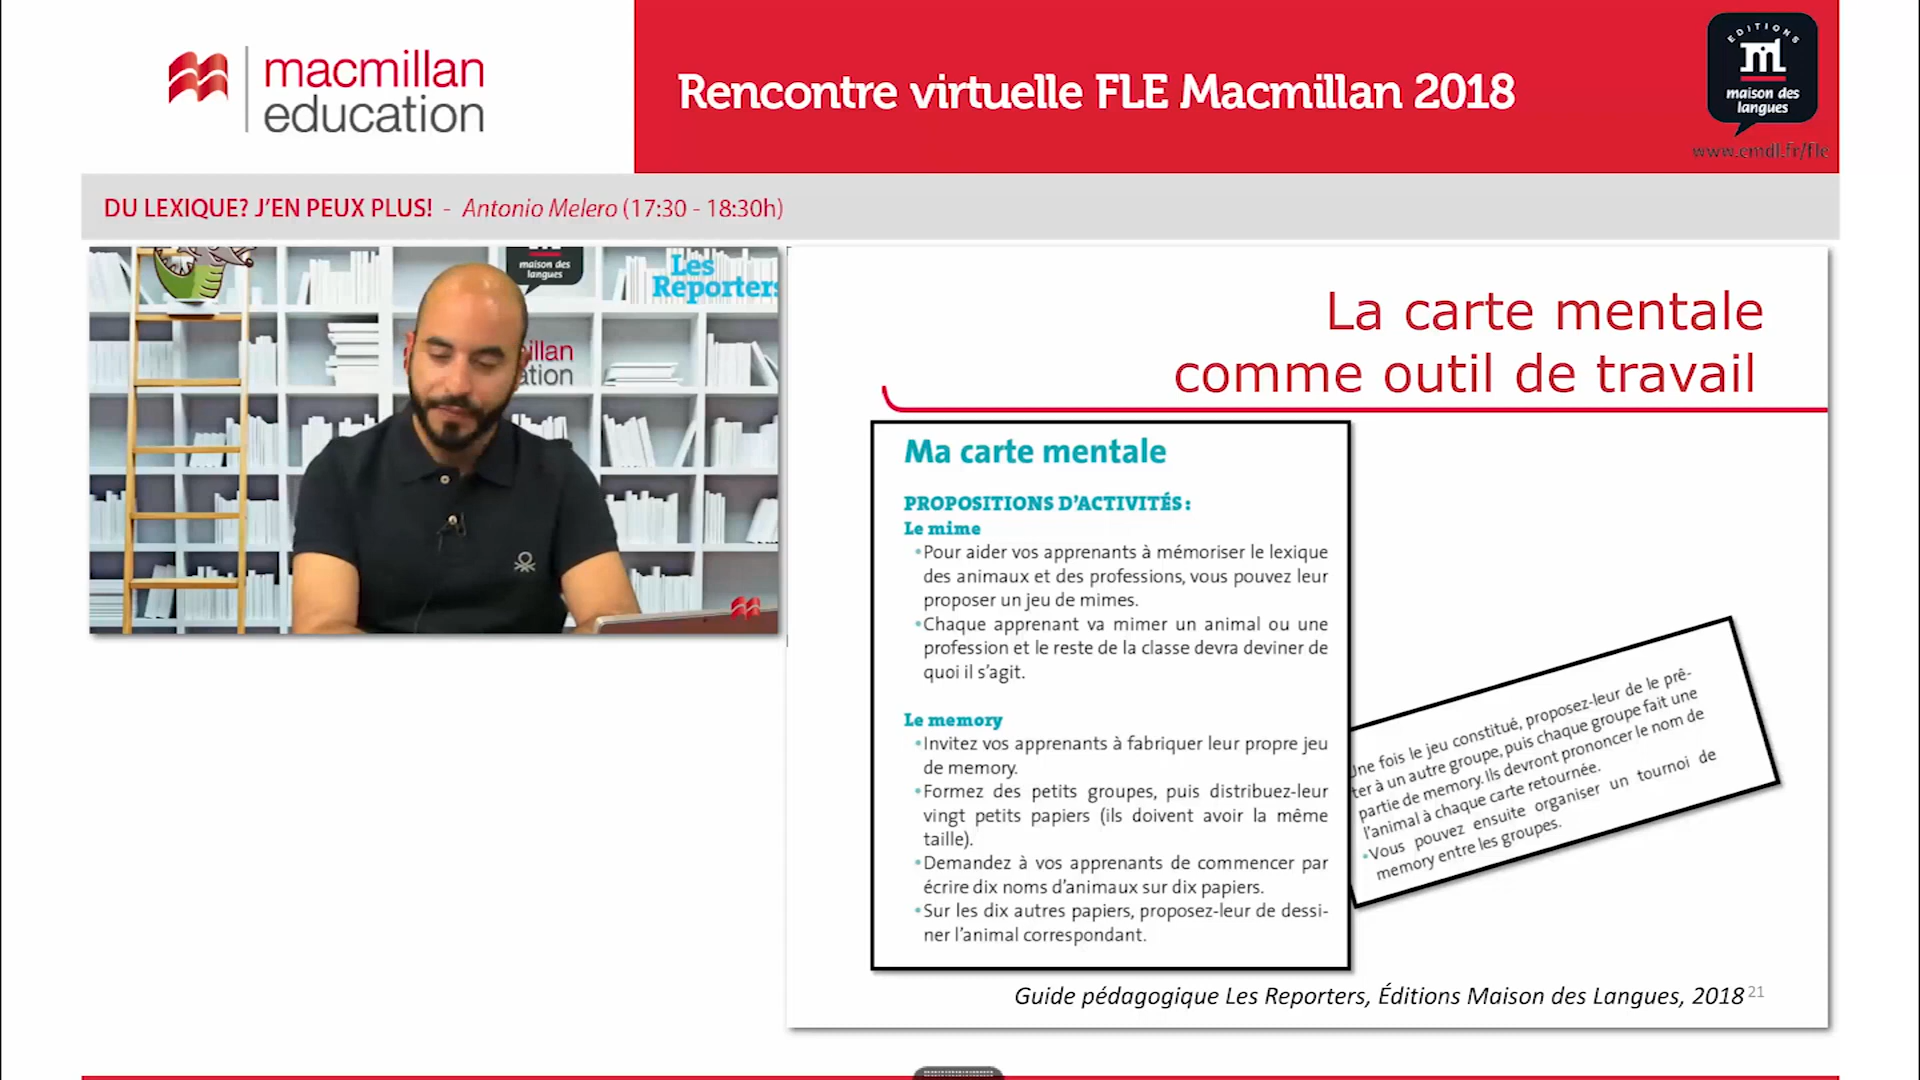 macmillan
education
Rencontre virtuelle FLE Macmillan 2018
EDITIONS
maison des
langues
www.emdl.fr/fle
DU LEXIQUE? J'EN PEUX PLUS! - Antonio Melero (17:30 - 18:30h)
maison des
langues
Les
Reporters
illan
ation
La carte mentale
comme outil de travail
Ma carte mentale
PROPOSITIONS D'ACTIVITÉS :
Le mime
•Pour aider vos apprenants à mémoriser le lexique
des animaux et des professions, vous pouvez leur
proposer un jeu de mimes.
•Chaque apprenant va mimer un animal ou une
profession et le reste de la classe devra deviner de
quoi il s'agit.
Le memory
•Invitez vos apprenants à fabriquer leur propre jeu
de memory.
•Formez des petits groupes, puis distribuez-leur
vingt petits papiers (ils doivent avoir la même
taille).
•Demandez à vos apprenants de commencer par
écrire dix noms d'animaux sur dix papiers.
•Sur les dix autres papiers, proposez-leur de dessi-
ner l'animal correspondant.
Une fois le jeu constitué, proposez-leur de le prê-
ter à un autre groupe, puis chaque groupe fait une
partie de memory. Ils devront prononcer le nom de
l'animal à chaque carte retournée.
•Vous pouvez ensuite organiser un tournoi de
memory entre les groupes.
Guide pédagogique Les Reporters, Éditions Maison des Langues, 2018
21